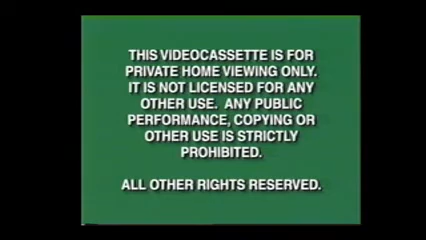 THIS VIDEOCASSETTE IS FOR
PRIVATE HOME VIEWING ONLY.
IT IS NOT LICENSED FOR ANY
OTHER USE.  ANY PUBLIC
PERFORMANCE, COPYING OR
OTHER USE IS STRICTLY
PROHIBITED.
ALL OTHER RIGHTS RESERVED.